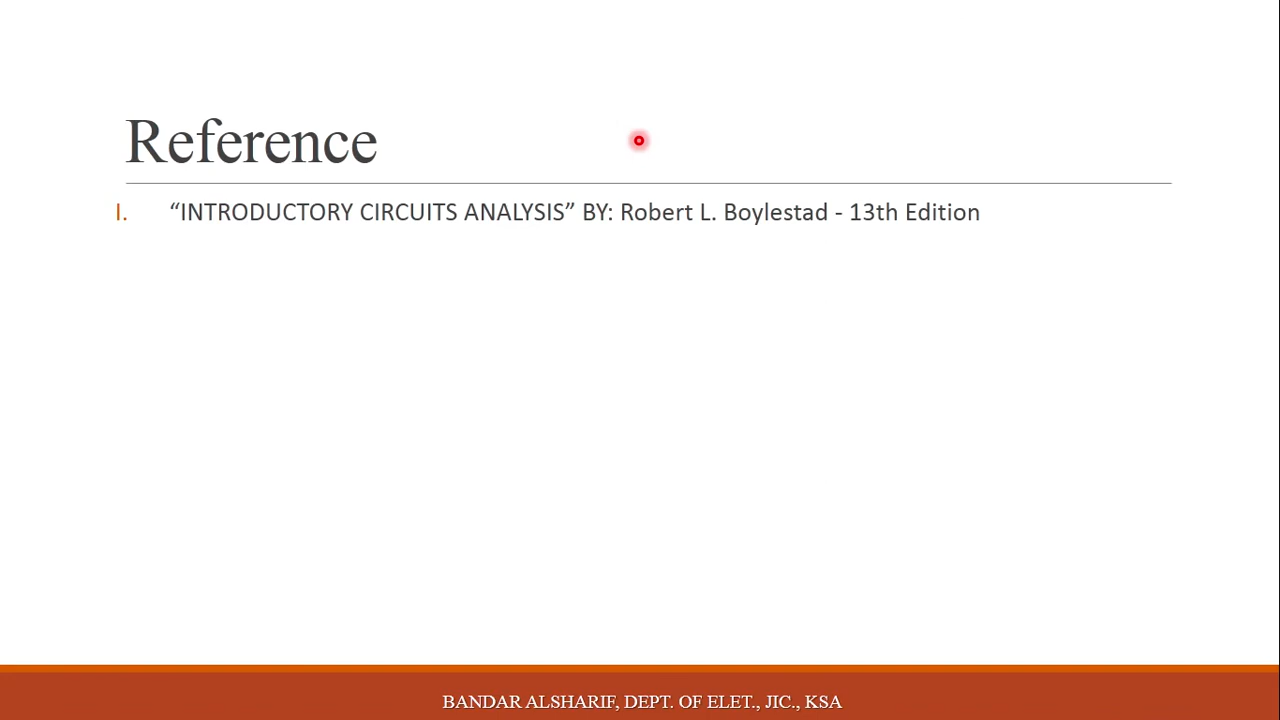 Reference
I. “INTRODUCTORY CIRCUITS ANALYSIS” BY: Robert L. Boylestad - 13th Edition
BANDAR ALSHARIF, DEPT. OF ELET., JIC., KSA